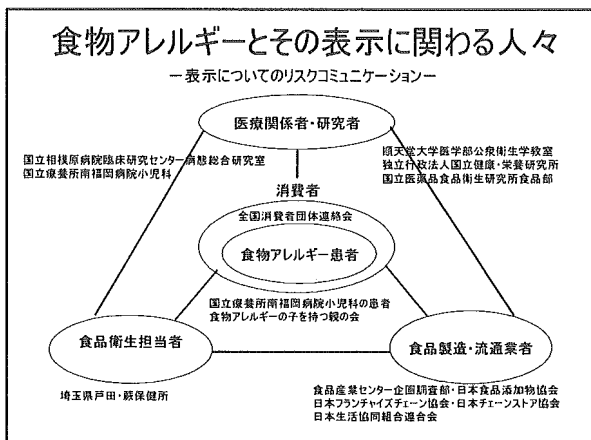 食物アレルギーとその表示に関わる人々
ー表示についてのリスクコミュニケーションー
医療関係者・研究者
国立相模原病院臨床研究センター病態総合研究室
国立療養所南福岡病院小児科
順天堂大学医学部公衆衛生学教室
独立行政法人国立健康・栄養研究所
国立医薬品食品衛生研究所食品部
消費者
全国消費者団体連絡会
食物アレルギー患者
国立療養所南福岡病院小児科の患者
食物アレルギーの子を持つ親の会
食品衛生担当者
埼玉県戸田・蕨保健所
食品製造・流通業者
食品産業センター企画調査部・日本食品添加物協会
日本フランチャイズチェーン協会・日本チェーンストア協会
日本生活協同組合連合会